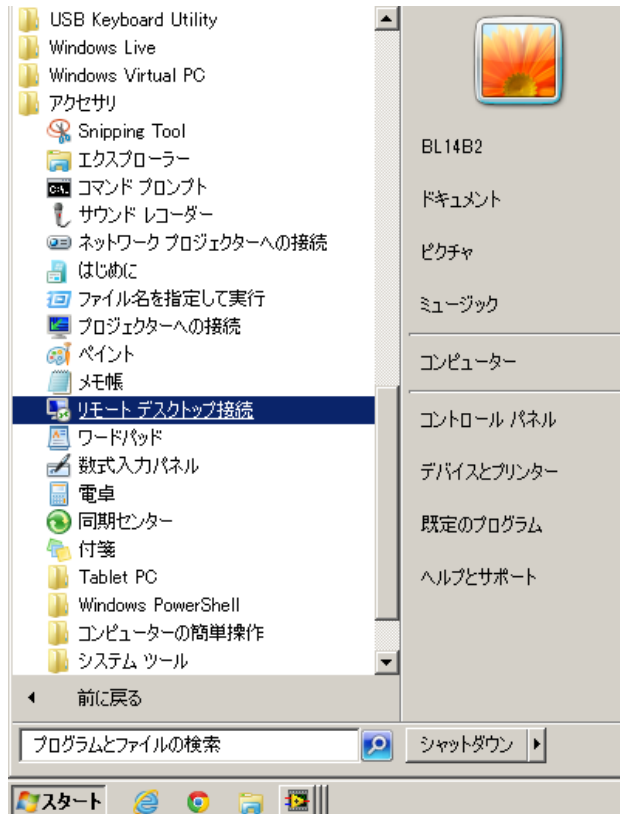 USB Keyboard Utility
Windows Live
Windows Virtual PC
アクセサリ
Snipping Tool
エクスプローラー
コマンド プロンプト
サウンド レコーダー
ネットワーク プロジェクターへの接続
はじめに
ファイル名を指定して実行
プロジェクターへの接続
ペイント
メモ帳
リモート デスクトップ接続
ワードパッド
数式入力パネル
電卓
同期センター
付箋
Tablet PC
Windows PowerShell
コンピューターの簡単操作
システム ツール
前に戻る
プログラムとファイルの検索
BL14B2
ドキュメント
ピクチャ
ミュージック
コンピューター
コントロール パネル
デバイスとプリンター
既定のプログラム
ヘルプとサポート
シャットダウン
スタート